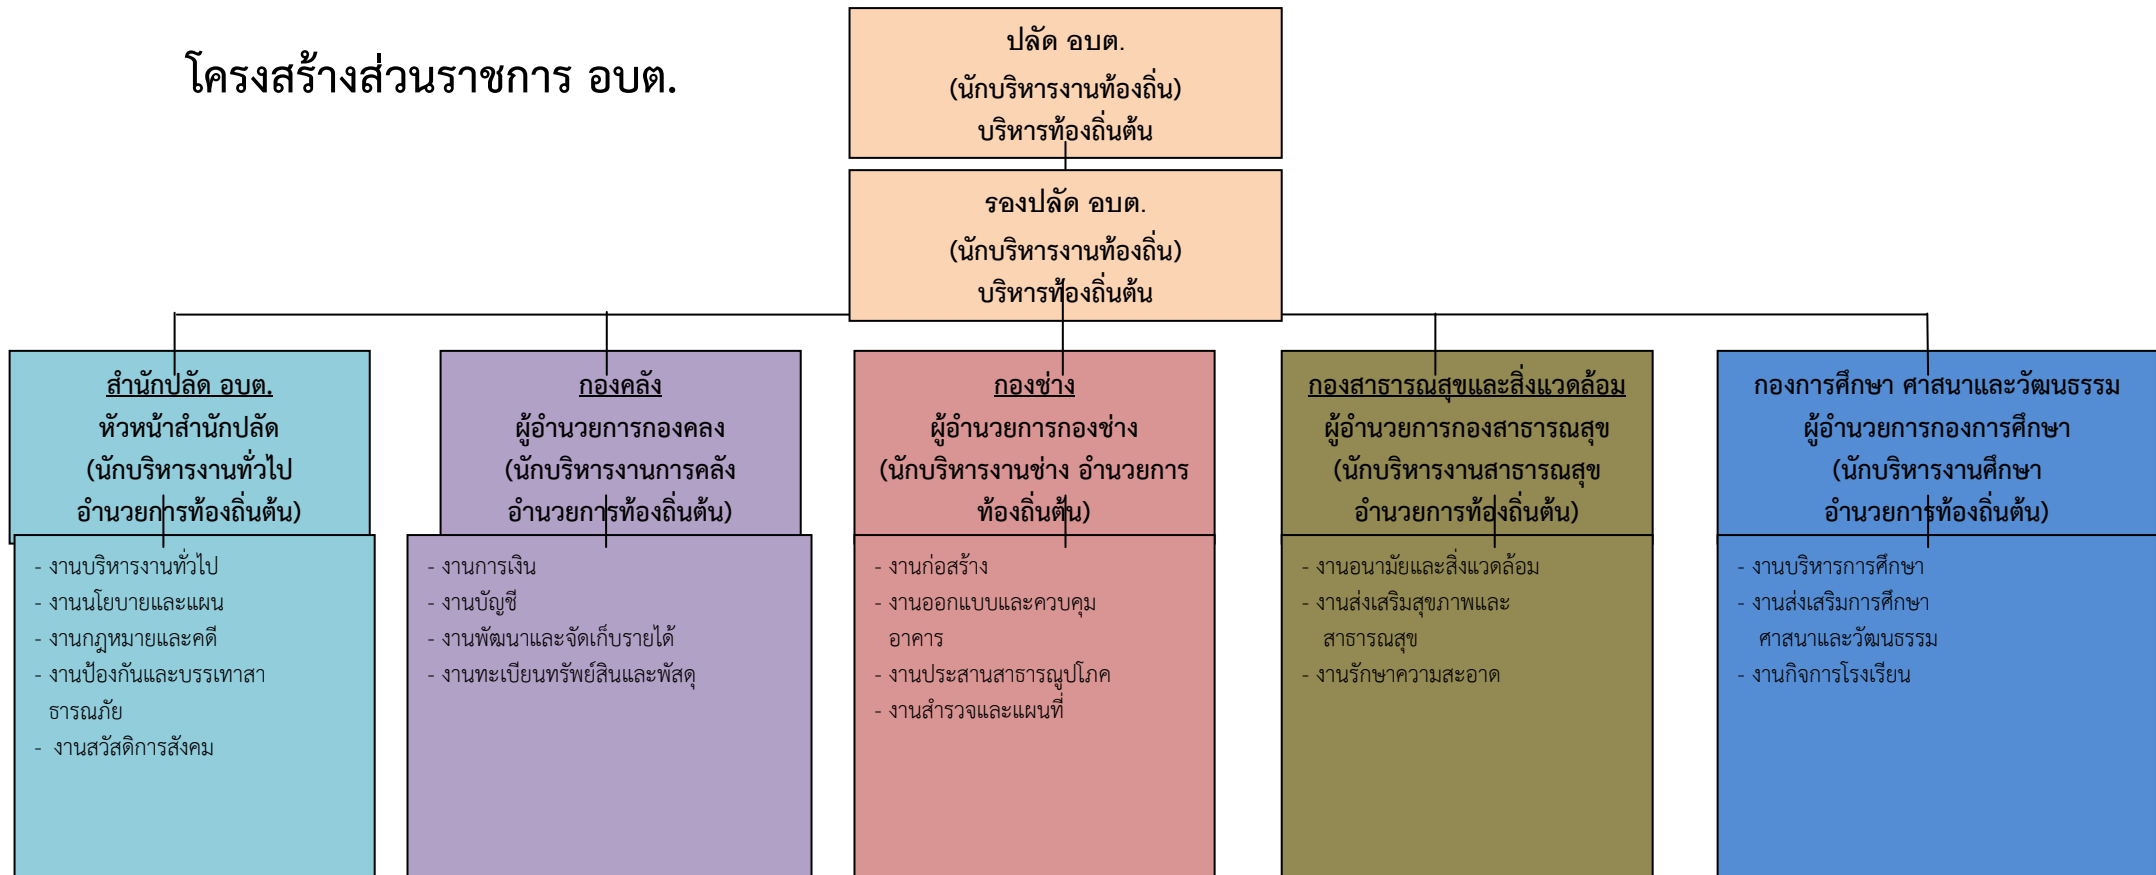 โครงสร้างส่วนราชการ อบต.
ปลัด อบต.
(นักบริหารงานท้องถิ่น)
บริหารท้องถิ่นต้น
รองปลัด อบต.
(นักบริหารงานท้องถิ่น)
บริหารท้องถิ่นต้น
สำนักปลัด อบต.
หัวหน้าสำนักปลัด
(นักบริหารงานทั่วไป
อำนวยการท้องถิ่นต้น)
- งานบริหารงานทั่วไป
- งานนโยบายและแผน
- งานกฎหมายและคดี
- งานป้องกันและบรรเทาสา
ธารณภัย
- งานสวัสดิการสังคม
กองคลัง
ผู้อำนวยการกองคลง
(นักบริหารงานการคลัง
อำนวยการท้องถิ่นต้น)
- งานการเงิน
- งานบัญชี
- งานพัฒนาและจัดเก็บรายได้
- งานทะเบียนทรัพย์สินและพัสดุ
กองช่าง
ผู้อำนวยการกองช่าง
(นักบริหารงานช่าง อำนวยการ
ท้องถิ่นต้น)
- งานก่อสร้าง
- งานออกแบบและควบคุม
อาคาร
- งานประสานสาธารณูปโภค
- งานสำรวจและแผนที่
กองสาธารณสุขและสิ่งแวดล้อม
ผู้อำนวยการกองสาธารณสุข
(นักบริหารงานสาธารณสุข
อำนวยการท้องถิ่นต้น)
- งานอนามัยและสิ่งแวดล้อม
- งานส่งเสริมสุขภาพและ
สาธารณสุข
- งานรักษาความสะอาด
กองการศึกษา ศาสนาและวัฒนธรรม
ผู้อำนวยการกองการศึกษา
(นักบริหารงานศึกษา
อำนวยการท้องถิ่นต้น)
- งานบริหารการศึกษา
- งานส่งเสริมการศึกษา
ศาสนาและวัฒนธรรม
- งานกิจการโรงเรียน